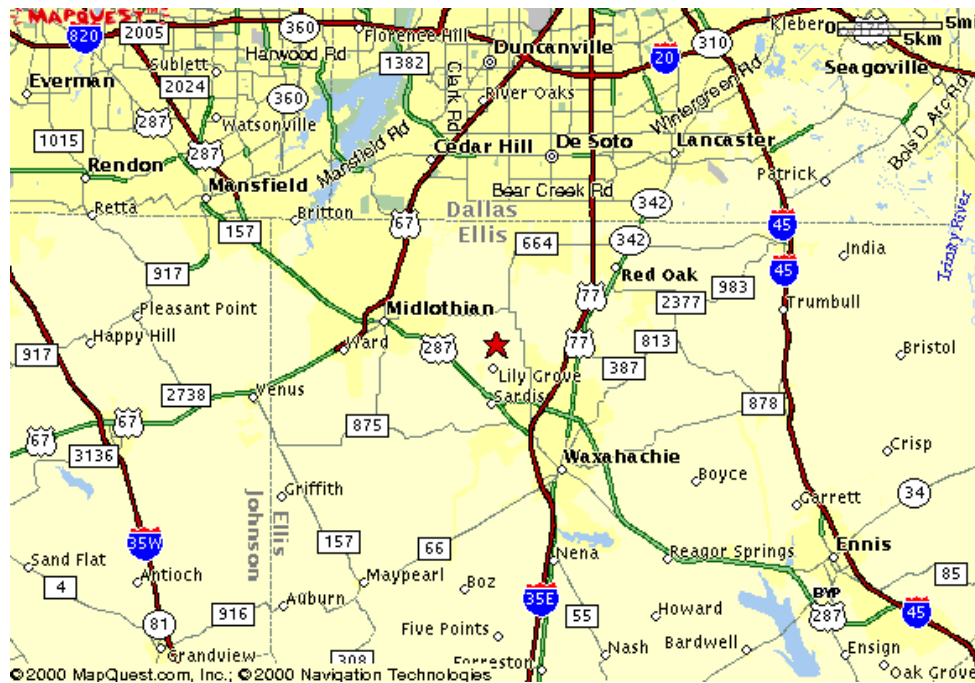 MAPQUEST
820
2005
360
Florence Hill
310
Kleberg
0 5m
5km
Harwood Rd
1382
Duncanville
20
Seagoville
Everman
Sublett
2024
Clark Rd
360
River Oaks
Wintergreen Rd
287
Watsonville
1015
Mansfield Rd
Bois D Arc Rd
287
Cedar Hill
De Soto
Lancaster
Rendon
Mansfield
Bear Creek Rd
Patrick
Retta
Britton
67
Dallas
Ellis
342
157
664
342
45
India
Trinity River
917
Red Oak
45
983
77
2377
Trumbull
Pleasant Point
Midlothian
Happy Hill
917
Ward
287
77
813
Bristol
387
Lily Grove
2738
Venus
Sardis
878
67
67
875
3136
Waxahachie
Crisp
Boyce
Johnson
Ellis
Griffith
Garrett
34
35W
157
66
Nena
Reagor Springs
Ennis
Sand Flat
4
Antioch
Maypearl
Boz
85
BYP
287
35E
916
Auburn
55
Howard
45
81
Five Points
Bardwell
Grandview
308
Forreston
Nash
Ensign
Oak Grove
©2000 MapQuest.com, Inc.; ©2000 Navigation Technologies